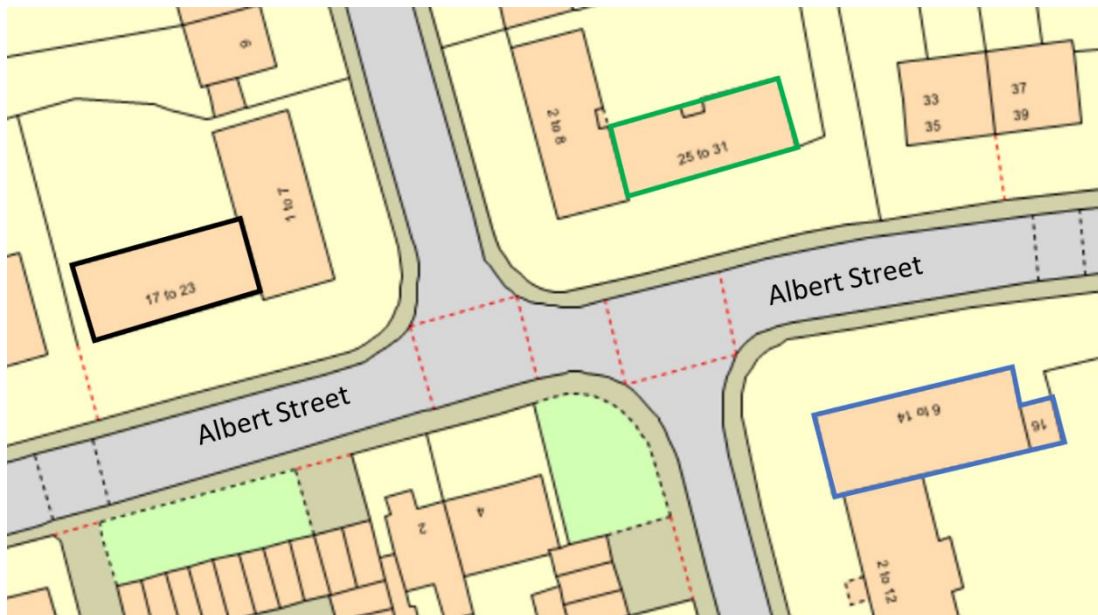 9
2 to 8
33
35
37
39
25 to 31
1 to 7
17 to 23
Albert Street
Albert Street
6 to 14
16
2
4
2 to 12